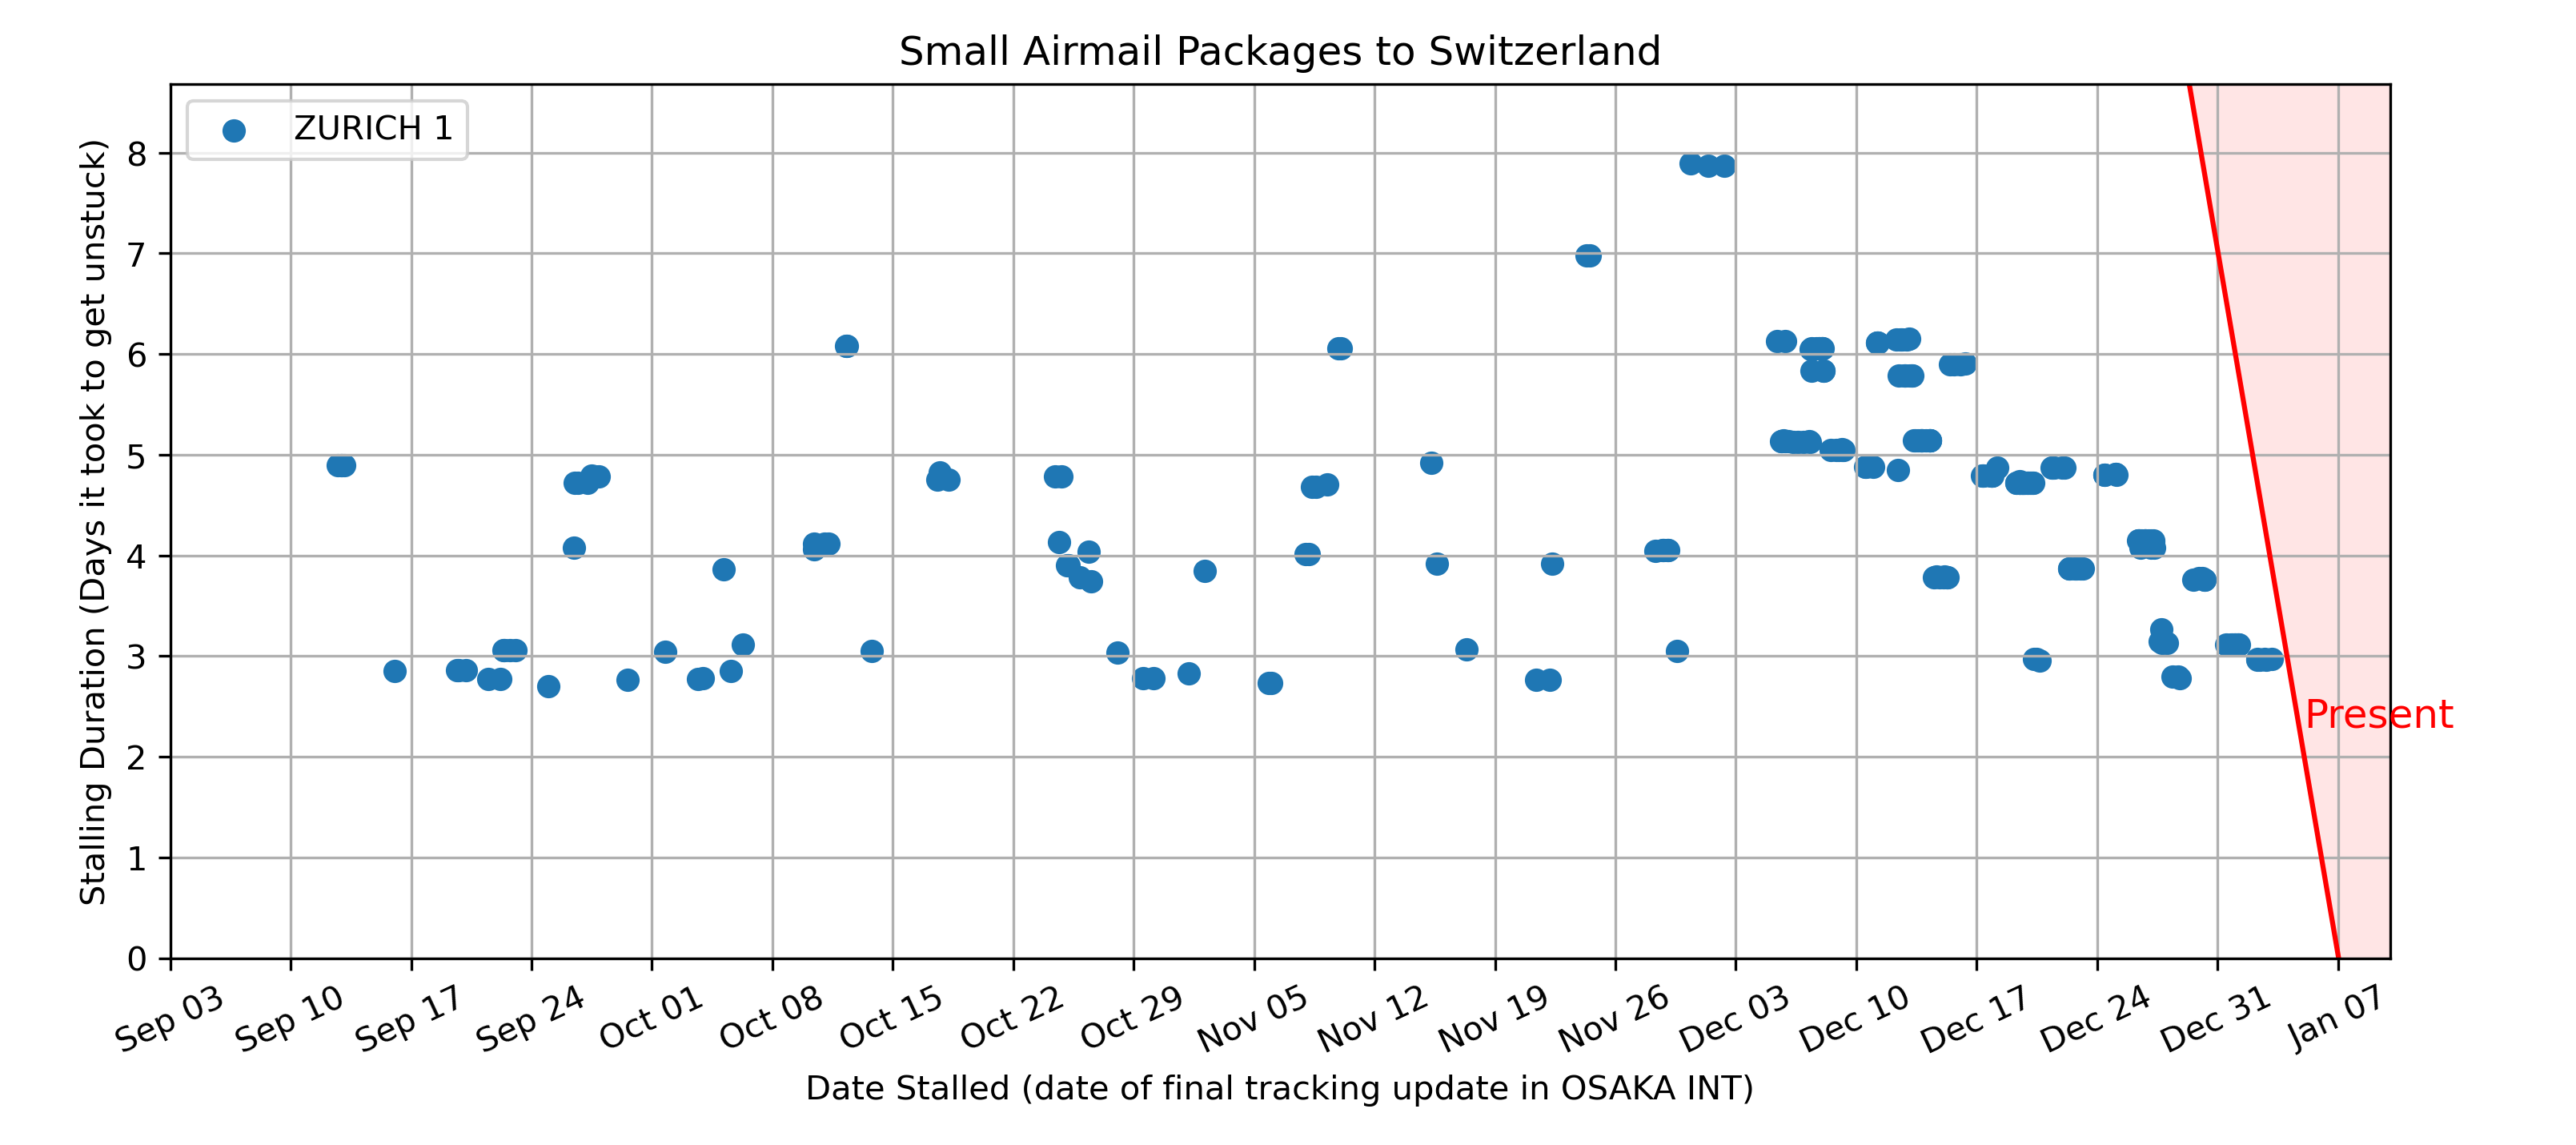 Small Airmail Packages to Switzerland
ZURICH 1
Stalling Duration (Days it took to get unstuck)
8
7
6
5
4
3
2
1
0
Present
Sep 03
Sep 10
Sep 17
Sep 24
Oct 01
Oct 08
Oct 15
Oct 22
Oct 29
Nov 05
Nov 12
Nov 19
Nov 26
Dec 03
Dec 10
Dec 17
Dec 24
Dec 31
Jan 07
Date Stalled (date of final tracking update in OSAKA INT)